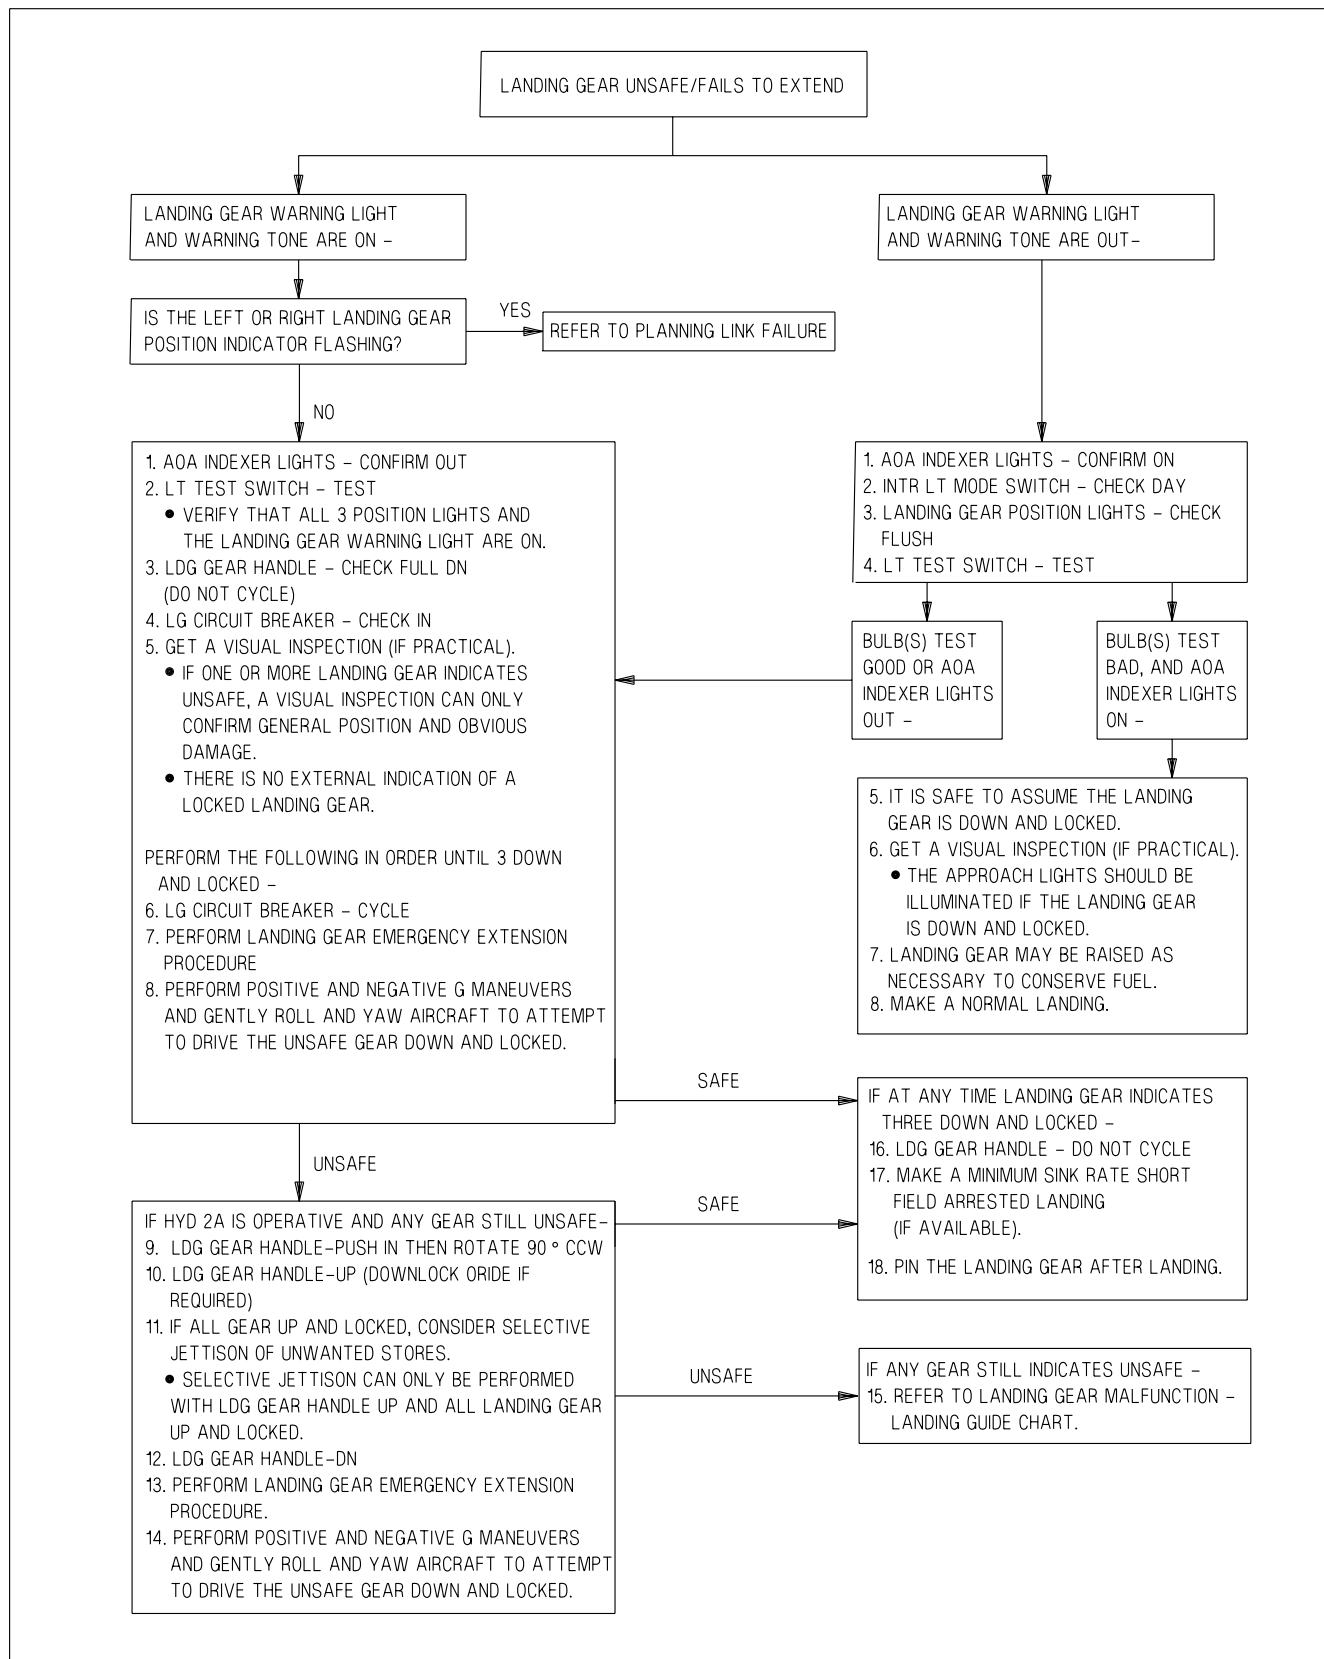 LANDING GEAR UNSAFE/FAILS TO EXTEND
LANDING GEAR WARNING LIGHT
AND WARNING TONE ARE ON –
LANDING GEAR WARNING LIGHT
AND WARNING TONE ARE OUT–
IS THE LEFT OR RIGHT LANDING GEAR
POSITION INDICATOR FLASHING?
YES
REFER TO PLANNING LINK FAILURE
NO
1. AOA INDEXER LIGHTS – CONFIRM OUT
2. LT TEST SWITCH – TEST
● VERIFY THAT ALL 3 POSITION LIGHTS AND
THE LANDING GEAR WARNING LIGHT ARE ON.
3. LDG GEAR HANDLE – CHECK FULL DN
(DO NOT CYCLE)
4. LG CIRCUIT BREAKER – CHECK IN
5. GET A VISUAL INSPECTION (IF PRACTICAL).
● IF ONE OR MORE LANDING GEAR INDICATES
UNSAFE, A VISUAL INSPECTION CAN ONLY
CONFIRM GENERAL POSITION AND OBVIOUS
DAMAGE.
● THERE IS NO EXTERNAL INDICATION OF A
LOCKED LANDING GEAR.
PERFORM THE FOLLOWING IN ORDER UNTIL 3 DOWN
AND LOCKED –
6. LG CIRCUIT BREAKER – CYCLE
7. PERFORM LANDING GEAR EMERGENCY EXTENSION
PROCEDURE
8. PERFORM POSITIVE AND NEGATIVE G MANEUVERS
AND GENTLY ROLL AND YAW AIRCRAFT TO ATTEMPT
TO DRIVE THE UNSAFE GEAR DOWN AND LOCKED.
1. AOA INDEXER LIGHTS – CONFIRM ON
2. INTR LT MODE SWITCH – CHECK DAY
3. LANDING GEAR POSITION LIGHTS – CHECK
FLUSH
4. LT TEST SWITCH – TEST
BULB(S) TEST
GOOD OR AOA
INDEXER LIGHTS
OUT –
BULB(S) TEST
BAD, AND AOA
INDEXER LIGHTS
ON –
5. IT IS SAFE TO ASSUME THE LANDING
GEAR IS DOWN AND LOCKED.
6. GET A VISUAL INSPECTION (IF PRACTICAL).
● THE APPROACH LIGHTS SHOULD BE
ILLUMINATED IF THE LANDING GEAR
IS DOWN AND LOCKED.
7. LANDING GEAR MAY BE RAISED AS
NECESSARY TO CONSERVE FUEL.
8. MAKE A NORMAL LANDING.
SAFE
IF AT ANY TIME LANDING GEAR INDICATES
THREE DOWN AND LOCKED –
16. LDG GEAR HANDLE – DO NOT CYCLE
17. MAKE A MINIMUM SINK RATE SHORT
FIELD ARRESTED LANDING
(IF AVAILABLE).
18. PIN THE LANDING GEAR AFTER LANDING.
UNSAFE
SAFE
IF HYD 2A IS OPERATIVE AND ANY GEAR STILL UNSAFE–
9. LDG GEAR HANDLE–PUSH IN THEN ROTATE 90 ° CCW
10. LDG GEAR HANDLE–UP (DOWNLOCK ORIDE IF
REQUIRED)
11. IF ALL GEAR UP AND LOCKED, CONSIDER SELECTIVE
JETTISON OF UNWANTED STORES.
● SELECTIVE JETTISON CAN ONLY BE PERFORMED
WITH LDG GEAR HANDLE UP AND ALL LANDING GEAR
UP AND LOCKED.
12. LDG GEAR HANDLE–DN
13. PERFORM LANDING GEAR EMERGENCY EXTENSION
PROCEDURE.
14. PERFORM POSITIVE AND NEGATIVE G MANEUVERS
AND GENTLY ROLL AND YAW AIRCRAFT TO ATTEMPT
TO DRIVE THE UNSAFE GEAR DOWN AND LOCKED.
UNSAFE
IF ANY GEAR STILL INDICATES UNSAFE –
15. REFER TO LANDING GEAR MALFUNCTION –
LANDING GUIDE CHART.